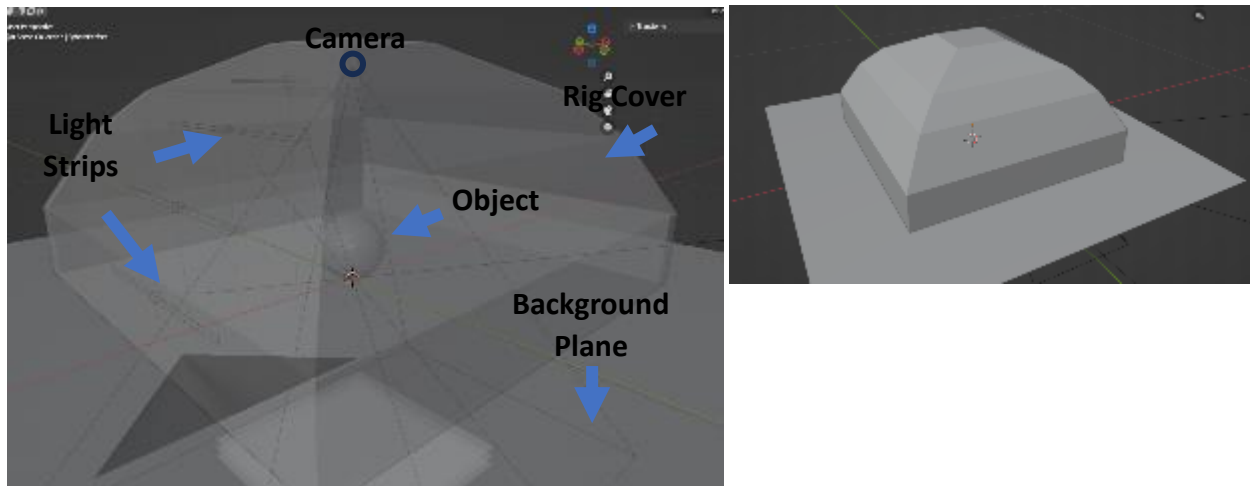 Camera
Rig Cover
Light
Strips
Object
Background
Plane